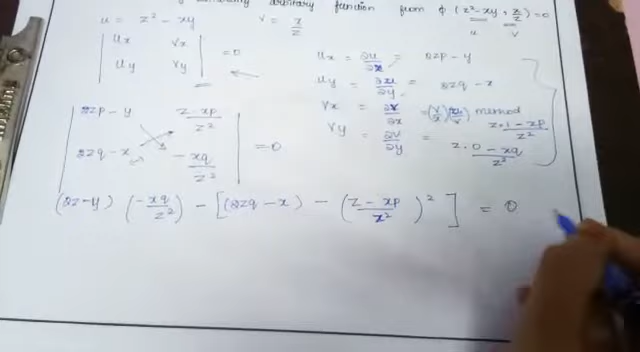 arbitrary function from ϕ (z²-xy, x/z) = 0
u v
u = z² - xy v = x/z
| ux vx | = 0
| uy vy |
ux = ∂u/∂x = 2zp - y
uy = ∂u/∂y = 2zq - x
vx = ∂v/∂x = method z.1 - xp/z²
vy = ∂v/∂y = z.0 - xq/z²
| 2zp - y z - xp/z² |
| 2zq - x -xq/z² | = 0
(2z-y) (-xq/z²) - [(2zq - x) - (z - xp/x²)²] = 0